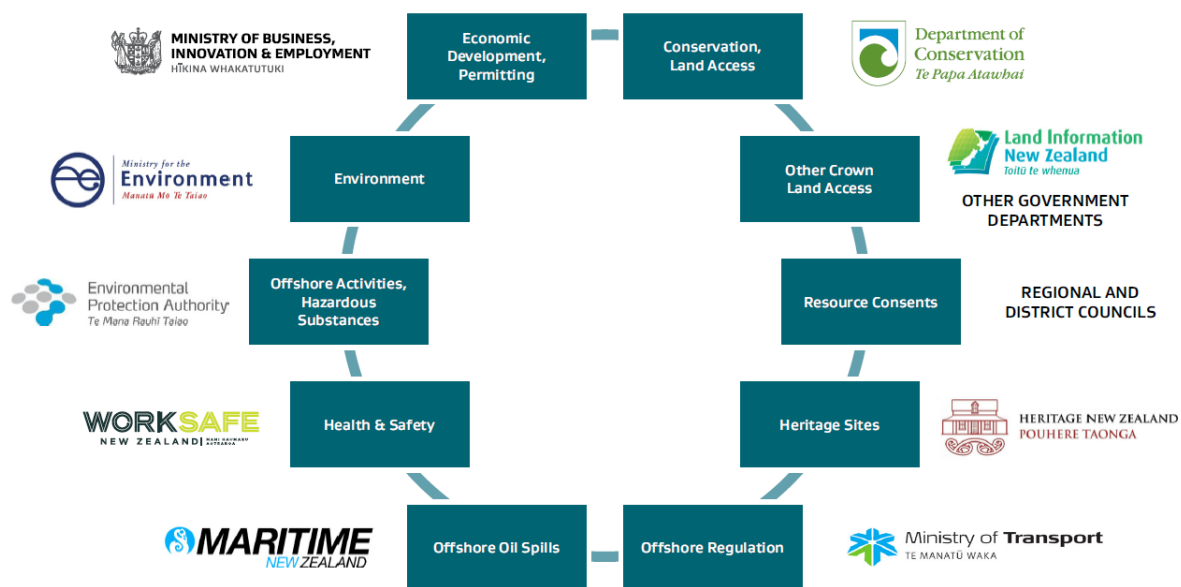 MINISTRY OF BUSINESS,
INNOVATION & EMPLOYMENT
HĪKINA WHAKATUTUKI
Economic
Development,
Permitting
Conservation,
Land Access
Department of
Conservation
Te Papa Atawhai
Ministry for the
Environment
Manatū Mō Te Taiao
Environment
Other Crown
Land Access
Land Information
New Zealand
Toitū te whenua
OTHER GOVERNMENT
DEPARTMENTS
Environmental
Protection Authority
Te Mana Rauhī Taiao
Offshore Activities,
Hazardous
Substances
Resource Consents
REGIONAL AND
DISTRICT COUNCILS
WORKSAFE
NEW ZEALAND
Health & Safety
Heritage Sites
HERITAGE NEW ZEALAND
POUHERE TAONGA
MARITIME
NEW ZEALAND
Offshore Oil Spills
Offshore Regulation
Ministry of Transport
TE MANATŪ WAKA